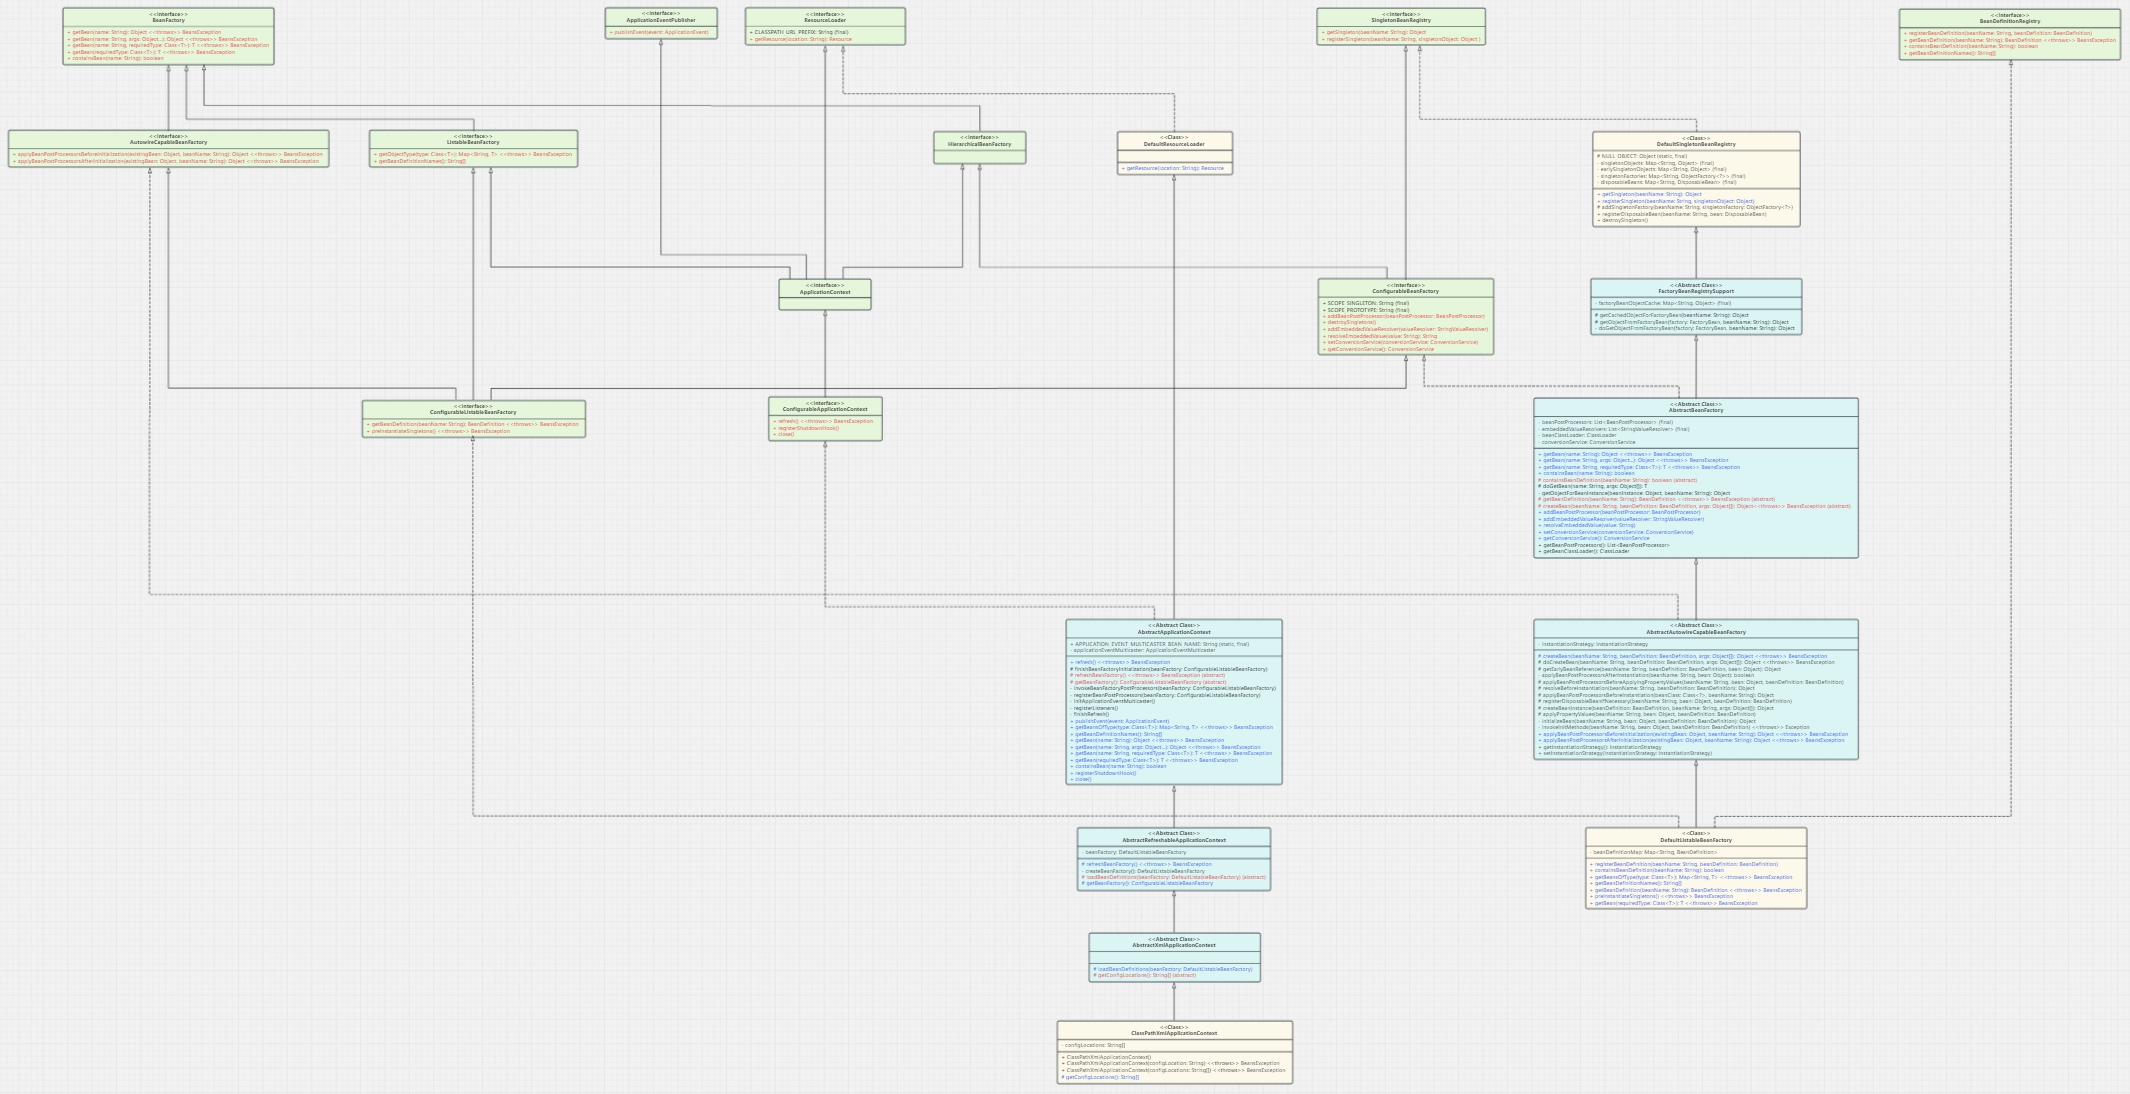 <<Interface>>
BeanFactory
+ getBean(name: String): Object <<throws>> BeansException
+ getBean(name: String, args: Object...): Object <<throws>> BeansException
+ getBean(name: String, requiredType: Class<T>): T <<throws>> BeansException
+ getBean(requiredType: Class<T>): T <<throws>> BeansException
+ containsBean(name: String): boolean
<<Interface>>
ApplicationEventPublisher
+ publishEvent(event: ApplicationEvent)
<<Interface>>
ResourceLoader
+ CLASSPATH_URL_PREFIX: String (final)
+ getResource(location: String): Resource
<<Interface>>
SingletonBeanRegistry
+ getSingleton(beanName: String): Object
+ registerSingleton(beanName: String, singletonObject: Object )
<<Interface>>
BeanDefinitionRegistry
+ registerBeanDefinition(beanName: String, beanDefinition: BeanDefinition)
+ getBeanDefinition(beanName: String): BeanDefinition <<throws>> BeansException
+ containsBeanDefinition(beanName: String): boolean
+ getBeanDefinitionNames(): String[]
<<Interface>>
AutowireCapableBeanFactory
+ applyBeanPostProcessorsBeforeInitialization(existingBean: Object, beanName: String): Object <<throws>> BeansException
+ applyBeanPostProcessorsAfterInitialization(existingBean: Object, beanName: String): Object <<throws>> BeansException
<<Interface>>
ListableBeanFactory
+ getObjectType(type: Class<T>): Map<String, T> <<throws>> BeansException
+ getBeanDefinitionNames(): String[]
<<Interface>>
HierarchicalBeanFactory
<<Class>>
DefaultResourceLoader
+ getResource(location: String): Resource
<<Class>>
DefaultSingletonBeanRegistry
# NULL_OBJECT: Object (static, final)
- singletonObjects: Map<String, Object> (final)
- earlySingletonObjects: Map<String, Object> (final)
- singletonFactories: Map<String, ObjectFactory<?>> (final)
- disposableBeans: Map<String, DisposableBean> (final)
+ getSingleton(beanName: String): Object
+ registerSingleton(beanName: String, singletonObject: Object)
# addSingletonFactory(beanName: String, singletonFactory: ObjectFactory<?>)
+ registerDisposableBean(beanName: String, bean: DisposableBean)
+ destroySingleton()
<<Interface>>
ApplicationContext
<<Interface>>
ConfigurableBeanFactory
+ SCOPE_SINGLETON: String (final)
+ SCOPE_PROTOTYPE: String (final)
+ addBeanPostProcessor(beanPostProcessor: BeanPostProcessor)
+ destroySingletons()
+ addEmbeddedValueResolver(valueResolver: StringValueResolver)
+ resolveEmbeddedValue(value: String): String
+ setConversionService(conversionService: ConversionService)
+ getConversionService(): ConversionService
<<Abstract Class>>
FactoryBeanRegistrySupport
- factoryBeanObjectCache: Map<String, Object> (final)
# getCachedObjectForFactoryBean(beanName: String): Object
# getObjectFromFactoryBean(factory: FactoryBean, beanName: String): Object
- doGetObjectFromFactoryBean(factory: FactoryBean, beanName: String): Object
<<Interface>>
ConfigurableListableBeanFactory
+ getBeanDefinition(beanName: String): BeanDefinition <<throws>> BeansException
+ preInstantiateSingletons() <<throws>> BeansException
<<Interface>>
ConfigurableApplicationContext
+ refresh() <<throws>> BeansException
+ registerShutdownHook()
+ close()
<<Abstract Class>>
AbstractBeanFactory
- beanPostProcessors: List<BeanPostProcessor> (final)
- embeddedValueResolvers: List<StringValueResolver> (final)
- beanClassLoader: ClassLoader
- conversionService: ConversionService
+ getBean(name: String): Object <<throws>> BeansException
+ getBean(name: String, args: Object...): Object <<throws>> BeansException
+ getBean(name: String, requiredType: Class<T>): T <<throws>> BeansException
+ containsBean(name: String): boolean
# containsBeanDefinition(beanName: String): boolean (abstract)
# doGetBean(name: String, args: Object[]): T
- getObjectForBeanInstance(beanInstance: Object, beanName: String): Object
# getBeanDefinition(beanName: String): BeanDefinition <<throws>> BeansException (abstract)
# createBean(beanName: String, beanDefinition: BeanDefinition, args: Object[]): Object<<throws>> BeansException (abstract)
+ addBeanPostProcessor(beanPostProcessor: BeanPostProcessor)
+ addEmbeddedValueResolver(valueResolver: StringValueResolver)
+ resolveEmbeddedValue(value: String)
+ setConversionService(conversionService: ConversionService)
+ getConversionService(): ConversionService
+ getBeanPostProcessors(): List<BeanPostProcessor>
+ getBeanClassLoader(): ClassLoader
<<Abstract Class>>
AbstractApplicationContext
+ APPLICATION_EVENT_MULTICASTER_BEAN_NAME: String (static, final)
- applicationEventMulticaster: ApplicationEventMulticaster
+ refresh() <<throws>> BeansException
# finishBeanFactoryInitialization(beanFactory: ConfigurableListableBeanFactory)
# refreshBeanFactory() <<throws>> BeansException (abstract)
# getBeanFactory(): ConfigurableListableBeanFactory (abstract)
- invokeBeanFactoryPostProcessors(beanFactory: ConfigurableListableBeanFactory)
- registerBeanPostProcessors(beanFactory: ConfigurableListableBeanFactory)
- initApplicationEventMulticaster()
- registerListeners()
- finishRefresh()
+ publishEvent(event: ApplicationEvent)
+ getBeansOfType(type: Class<T>): Map<String, T> <<throws>> BeansException
+ getBeanDefinitionNames(): String[]
+ getBean(name: String): Object <<throws>> BeansException
+ getBean(name: String, args: Object...): Object <<throws>> BeansException
+ getBean(name: String, requiredType: Class<T>): T <<throws>> BeansException
+ getBean(requiredType: Class<T>): T <<throws>> BeansException
+ containsBean(name: String): boolean
+ registerShutdownHook()
+ close()
<<Abstract Class>>
AbstractAutowireCapableBeanFactory
- instantiationStrategy: InstantiationStrategy
# createBean(beanName: String, beanDefinition: BeanDefinition, args: Object[]): Object <<throws>> BeansException
# doCreateBean(beanName: String, beanDefinition: BeanDefinition, args: Object[]): Object <<throws>> BeansException
# getEarlyBeanReference(beanName: String, beanDefinition: BeanDefinition, bean: Object): Object
- applyBeanPostProcessorsAfterInstantiation(beanName: String, bean: Object): boolean
# applyBeanPostProcessorsBeforeApplyingPropertyValues(beanName: String, bean: Object, beanDefinition: BeanDefinition)
# resolveBeforeInstantiation(beanName: String, beanDefinition: BeanDefinition): Object
# applyBeanPostProcessorsBeforeInstantiation(beanClass: Class<?>, beanName: String): Object
# registerDisposableBeanIfNecessary(beanName: String, bean: Object, beanDefinition: BeanDefinition)
# createBeanInstance(beanDefinition: BeanDefinition, beanName: String, args: Object[]): Object
# applyPropertyValues(beanName: String, bean: Object, beanDefinition: BeanDefinition)
- initializeBean(beanName: String, bean: Object, beanDefinition: BeanDefinition): Object
- invokeInitMethods(beanName: String, bean: Object, beanDefinition: BeanDefinition) <<throws>> Exception
+ applyBeanPostProcessorsBeforeInitialization(existingBean: Object, beanName: String): Object <<throws>> BeansException
+ applyBeanPostProcessorsAfterInitialization(existingBean: Object, beanName: String): Object <<throws>> BeansException
+ getInstantiationStrategy(): InstantiationStrategy
+ setInstantiationStrategy(instantiationStrategy: InstantiationStrategy)
<<Abstract Class>>
AbstractRefreshableApplicationContext
- beanFactory: DefaultListableBeanFactory
# refreshBeanFactory() <<throws>> BeansException
- createBeanFactory(): DefaultListableBeanFactory
# loadBeanDefinitions(beanFactory: DefaultListableBeanFactory) (abstract)
# getBeanFactory(): ConfigurableListableBeanFactory
<<Class>>
DefaultListableBeanFactory
- beanDefinitionMap: Map<String, BeanDefinition>
+ registerBeanDefinition(beanName: String, beanDefinition: BeanDefinition)
+ containsBeanDefinition(beanName: String): boolean
+ getBeansOfType(type: Class<T>): Map<String, T> <<throws>> BeansException
+ getBeanDefinitionNames(): String[]
+ getBeanDefinition(beanName: String): BeanDefinition <<throws>> BeansException
+ preInstantiateSingletons() <<throws>> BeansException
+ getBean(requiredType: Class<T>): T <<throws>> BeansException
<<Abstract Class>>
AbstractXmlApplicationContext
# loadBeanDefinitions(beanFactory: DefaultListableBeanFactory)
# getConfigLocations(): String[] (abstract)
<<Class>>
ClassPathXmlApplicationContext
- configLocations: String[]
+ ClassPathXmlApplicationContext()
+ ClassPathXmlApplicationContext(configLocation: String) <<throws>> BeansException
+ ClassPathXmlApplicationContext(configLocations: String[]) <<throws>> BeansException
# getConfigLocations(): String[]